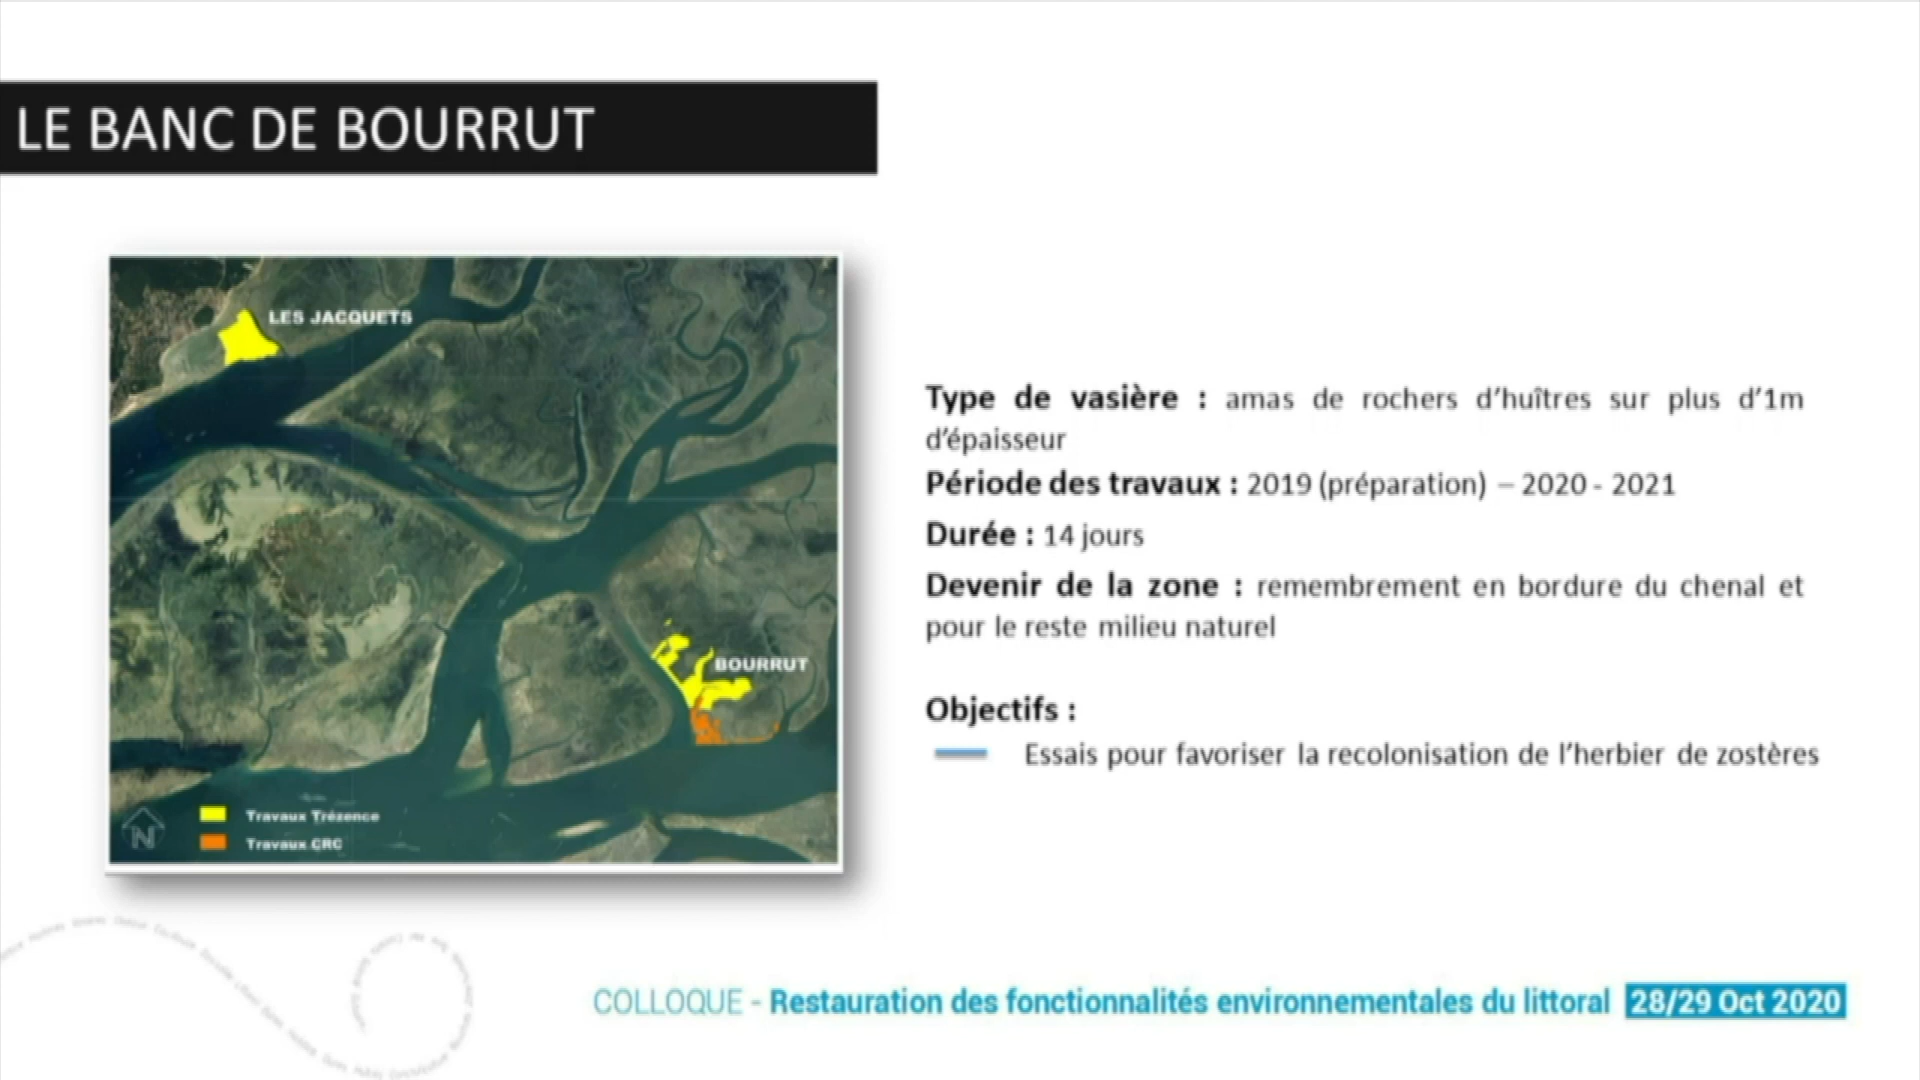 LE BANC DE BOURRUT
LES JACQUETS
BOURRUT
N
Travaux Trézence
Travaux CRC
Type de vasière : amas de rochers d'huîtres sur plus d'1m
d'épaisseur
Période des travaux : 2019 (préparation) – 2020 - 2021
Durée : 14 jours
Devenir de la zone : remembrement en bordure du chenal et
pour le reste milieu naturel
Objectifs :
Essais pour favoriser la recolonisation de l'herbier de zostères
COLLOQUE - Restauration des fonctionnalités environnementales du littoral 28/29 Oct 2020